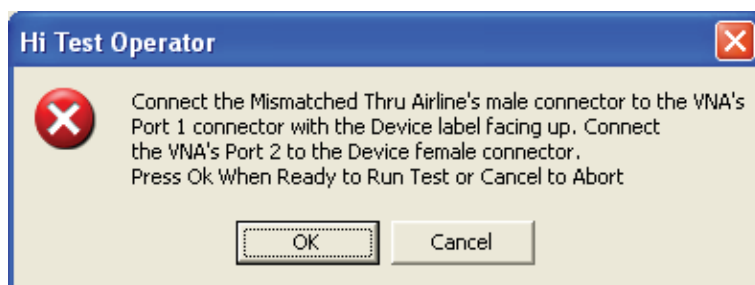 Hi Test Operator
Connect the Mismatched Thru Airline's male connector to the VNA's
Port 1 connector with the Device label facing up. Connect
the VNA's Port 2 to the Device female connector.
Press Ok When Ready to Run Test or Cancel to Abort
OK
Cancel